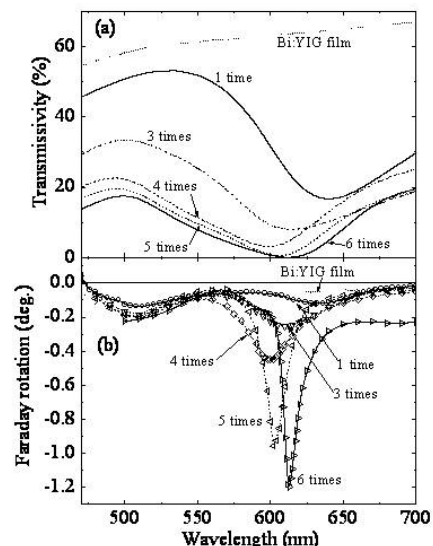 (a)
Bi:YIG film
1 time
3 times
4 times
5 times
6 times
Transmissivity (%)
60
40
20
0
Bi:YIG film
1 time
3 times
4 times
5 times
6 times
(b)
Faraday rotation (deg.)
0.0
-0.2
-0.4
-0.6
-0.8
-1.0
-1.2
500 550 600 650 700
Wavelength (nm)